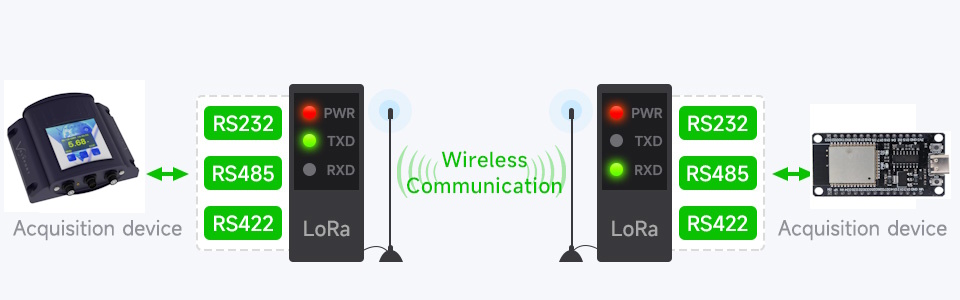 RS232
RS485
RS422
PWR
TXD
RXD
LoRa
5.68
Acquisition device
Wireless
Communication
PWR
TXD
RXD
LoRa
RS232
RS485
RS422
Acquisition device